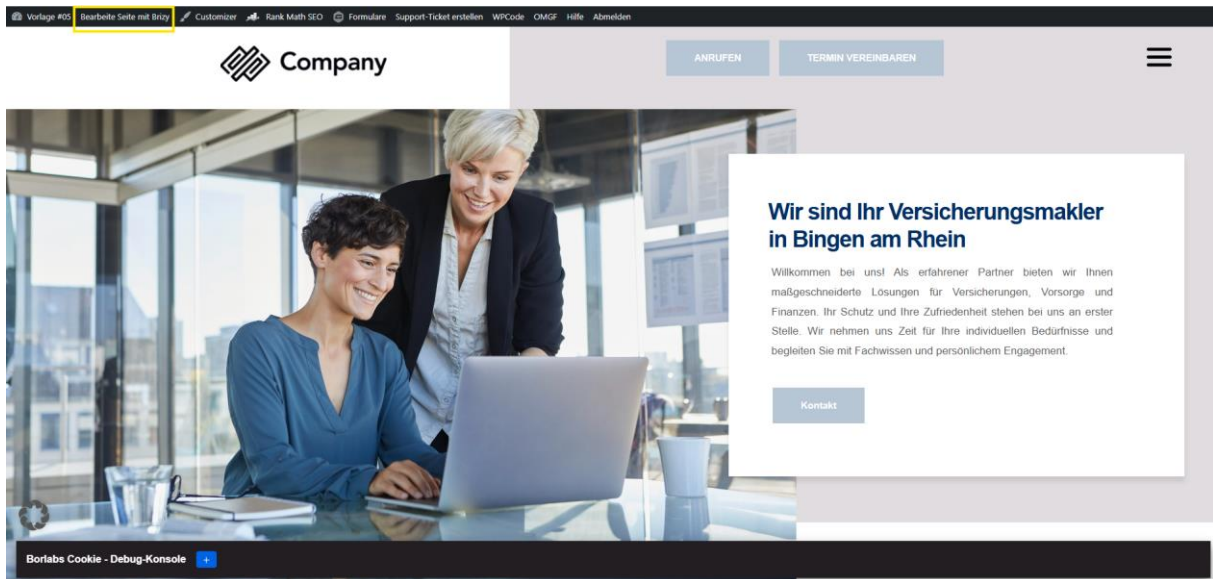 Vorlage #05 Bearbeite Seite mit Brizy Customizer Rank Math SEO Formulare Support-Ticket erstellen WPCode OMGF Hilfe Abmelden
Company
ANRUFEN TERMIN VEREINBAREN
Wir sind Ihr Versicherungsmakler
in Bingen am Rhein
Willkommen bei uns! Als erfahrener Partner bieten wir Ihnen
maßgeschneiderte Lösungen für Versicherungen, Vorsorge und
Finanzen. Ihr Schutz und Ihre Zufriedenheit stehen bei uns an erster
Stelle. Wir nehmen uns Zeit für Ihre individuellen Bedürfnisse und
begleiten Sie mit Fachwissen und persönlichem Engagement.
Kontakt
Borlabs Cookie - Debug-Konsole +